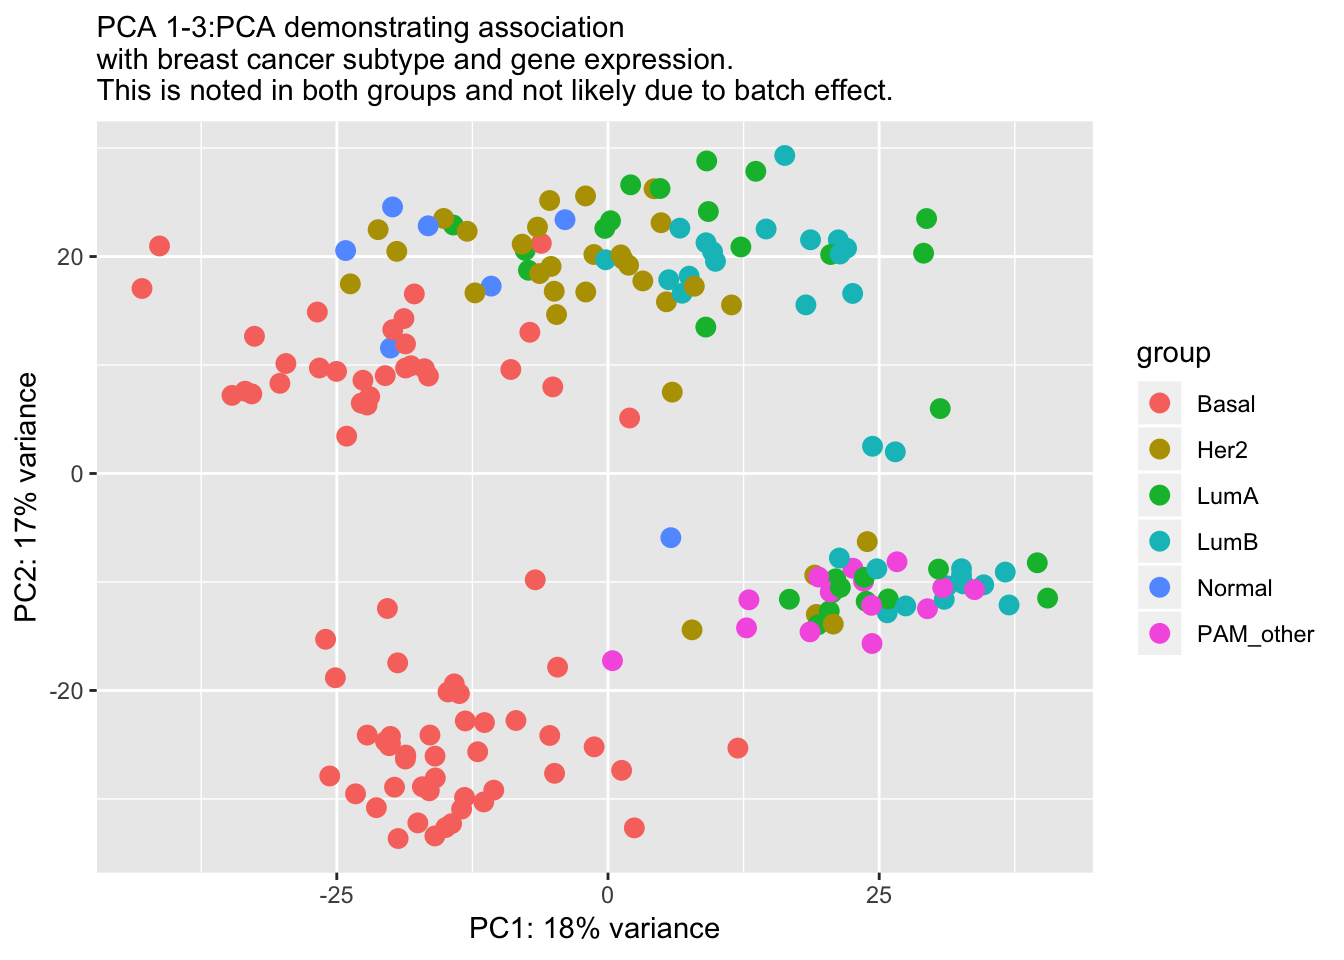 PCA 1-3:PCA demonstrating association
with breast cancer subtype and gene expression.
This is noted in both groups and not likely due to batch effect.
PC2: 17% variance
20
0
-20
-25
0
25
PC1: 18% variance
group
Basal
Her2
LumA
LumB
Normal
PAM_other